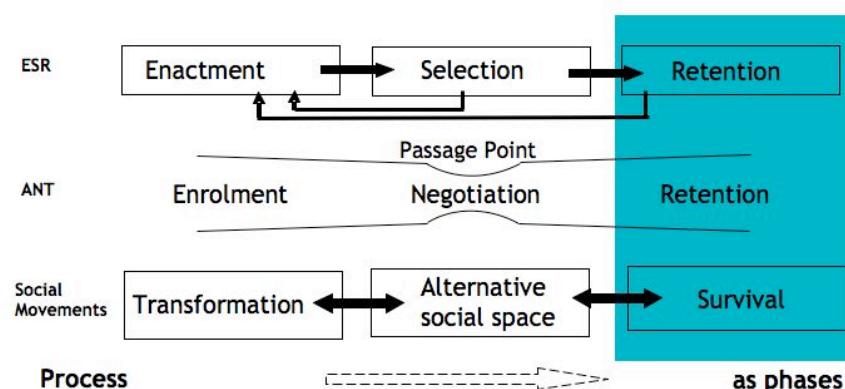 ESR
Enactment
Selection
Retention
Passage Point
ANT
Enrolment
Negotiation
Retention
Social
Movements
Transformation
Alternative
social space
Survival
Process
as phases